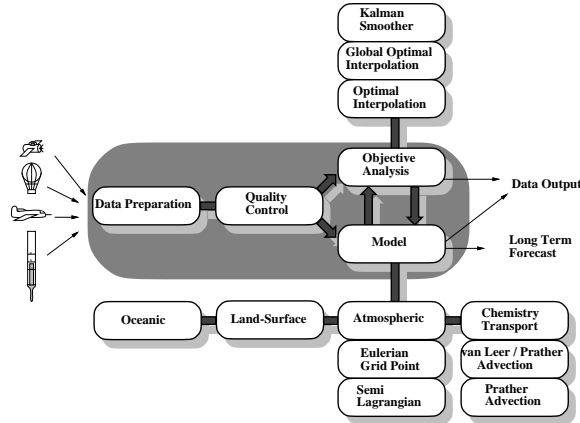 Kalman
Smoother
Global Optimal
Interpolation
Optimal
Interpolation
Objective
Analysis
Data Preparation
Quality
Control
Data Output
Model
Long Term
Forecast
Oceanic
Land-Surface
Atmospheric
Chemistry
Transport
Eulerian
Grid Point
van Leer / Prather
Advection
Semi
Lagrangian
Prather
Advection